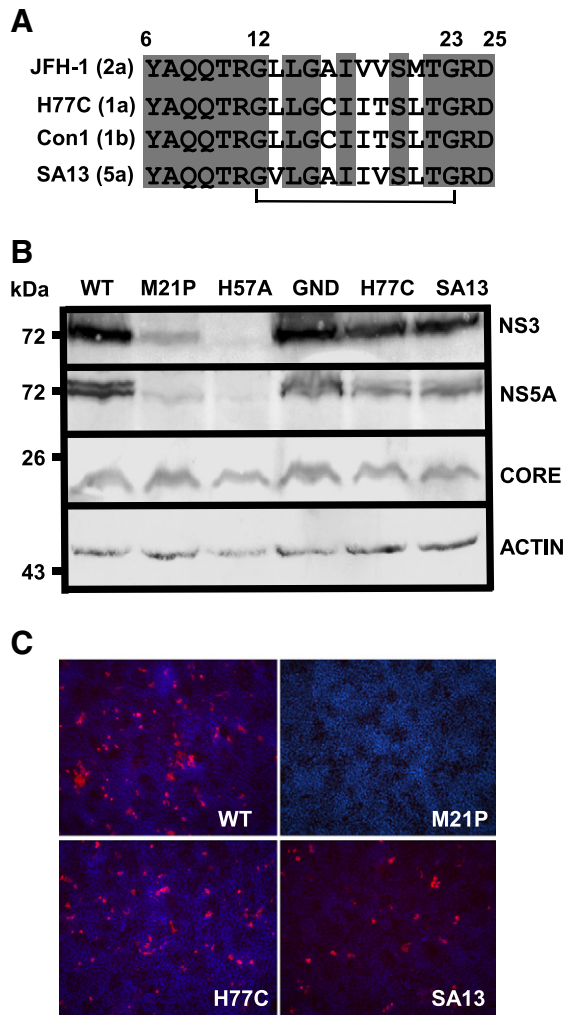 A
6 12 23 25
JFH-1 (2a) YAQQTRGLLGAIVVSMTGRD
H77C (1a) YAQQTRGLLGCIITSLTGRD
Con1 (1b) YAQQTRGLLGCIITSLTGRD
SA13 (5a) YAQQTRGVLGAIIVSLTGRD
B
kDa WT M21P H57A GND H77C SA13
72 NS3
72 NS5A
26 CORE
ACTIN
43
C
WT M21P
H77C SA13